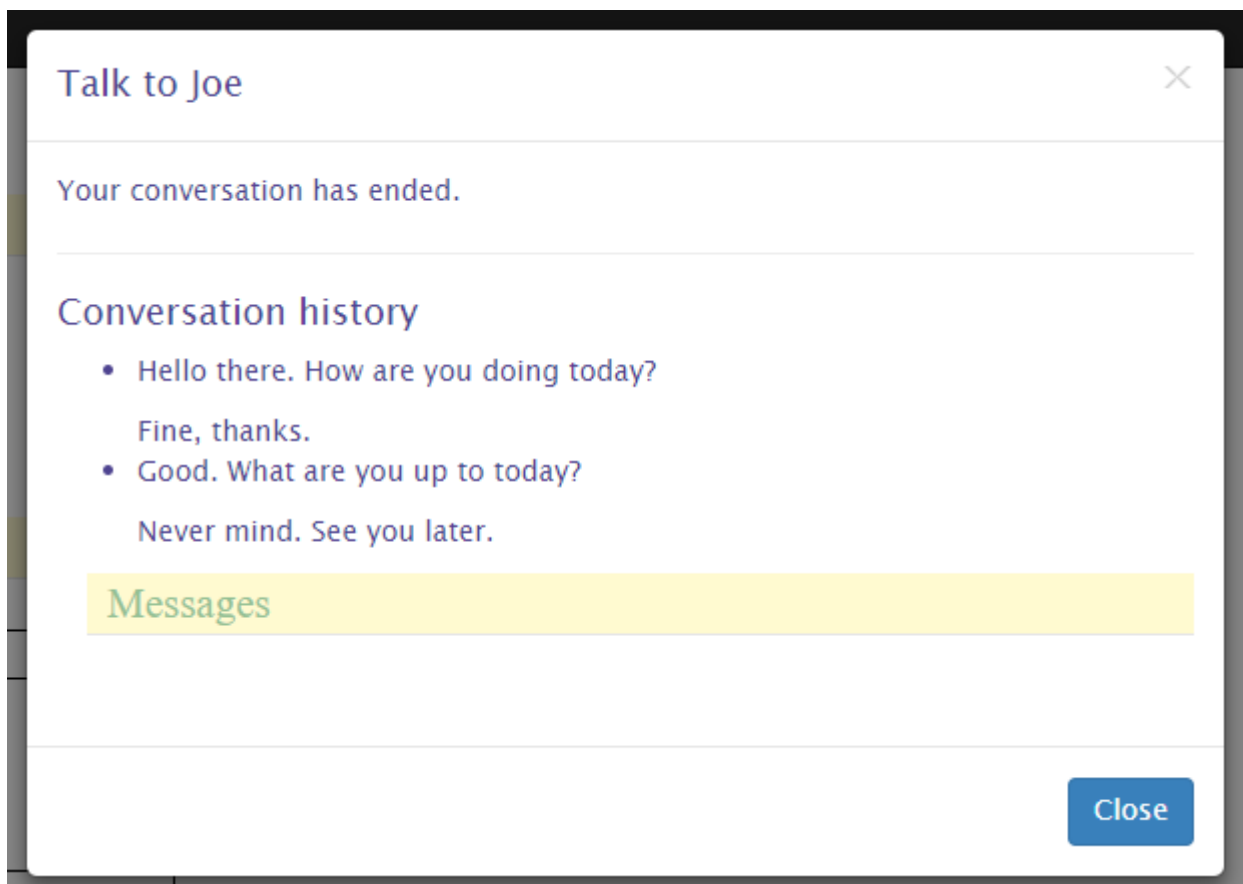 Talk to Joe
Your conversation has ended.
Conversation history
Hello there. How are you doing today?
Fine, thanks.
Good. What are you up to today?
Never mind. See you later.
Messages
Close